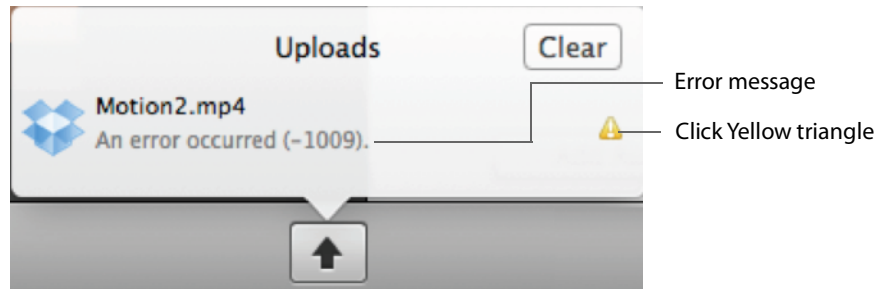 Uploads
Clear
Error message
Motion2.mp4
An error occurred (-1009).
Click Yellow triangle